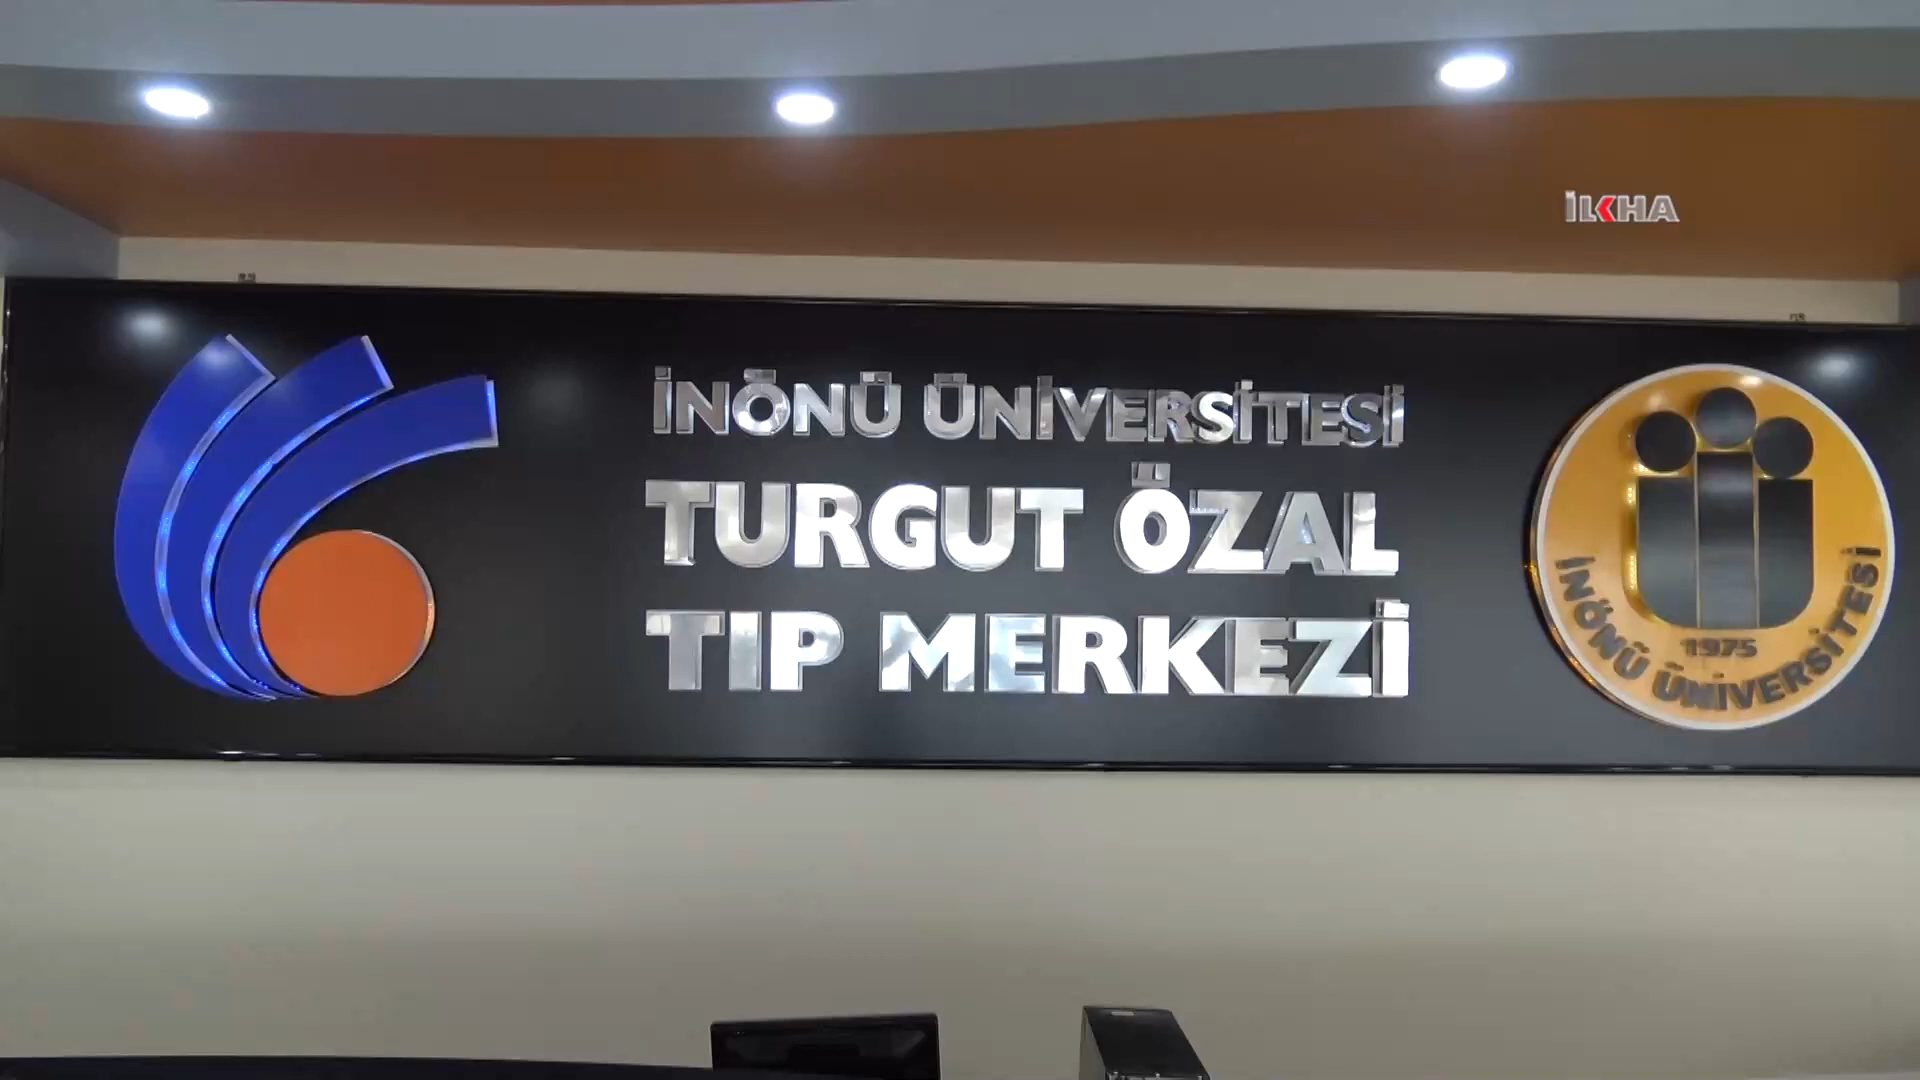 İLKHA
İNÖNÜ ÜNİVERSİTESİ
TURGUT ÖZAL
TIP MERKEZİ
1975
İNÖNÜ ÜNİVERSİTESİ